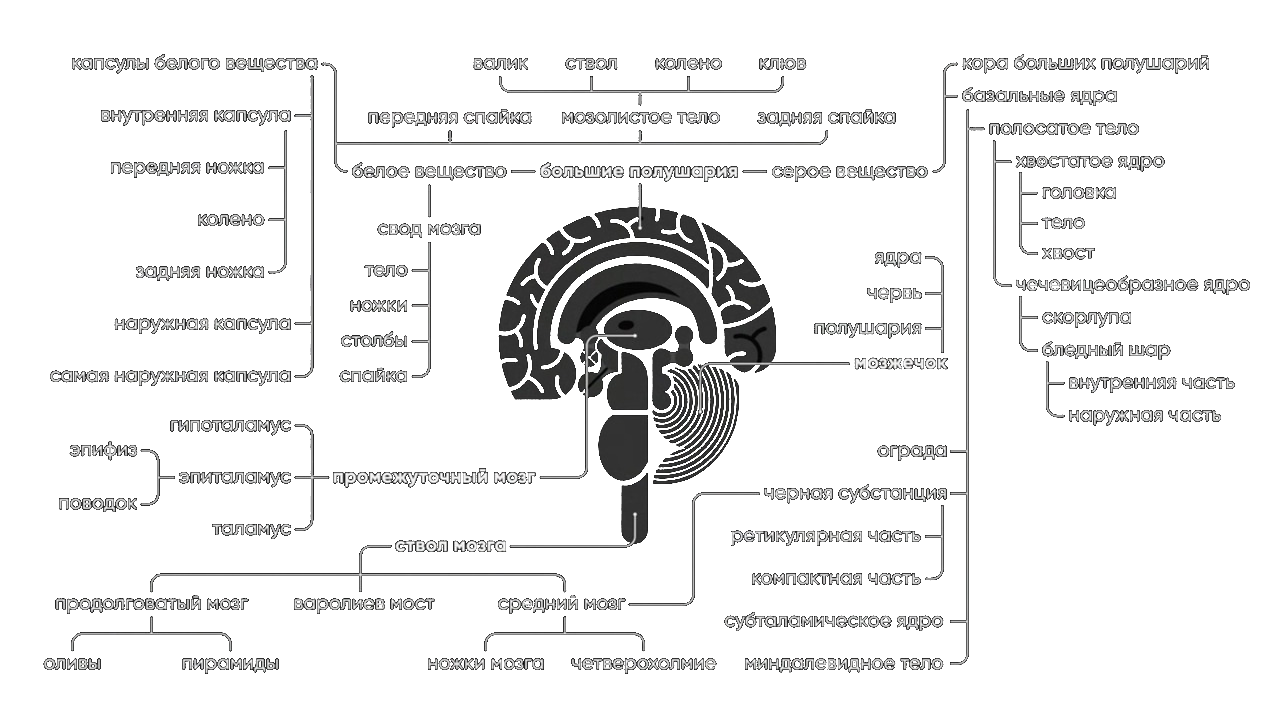 капсулы белого вещества
внутренняя капсула
передняя ножка
колено
задняя ножка
наружная капсула
самая наружная капсула
валик
ствол
колено
клюв
передняя спайка
мозолистое тело
задняя спайка
белое вещество
большие полушария
серое вещество
свод мозга
тело
ножки
столбы
спайка
кора больших полушарий
базальные ядра
полосатое тело
хвостатое ядро
головка
тело
хвост
чечевицеобразное ядро
скорлупа
бледный шар
внутренняя часть
наружная часть
ядра
червь
полушария
мозжечок
ограда
черная субстанция
ретикулярная часть
компактная часть
субталамическое ядро
миндалевидное тело
гипоталамус
эпифиз
эпиталамус
промежуточный мозг
поводок
таламус
ствол мозга
продолговатый мозг
варолиев мост
средний мозг
оливы
пирамиды
ножки мозга
четверохолмие